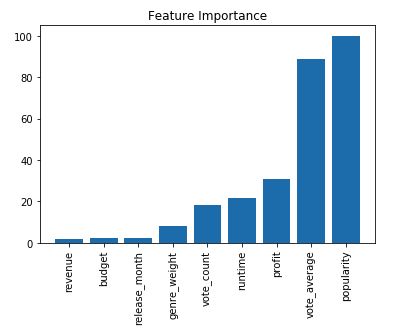 Feature Importance
100
80
60
40
20
0
revenue
budget
release_month
genre_weight
vote_count
runtime
profit
vote_average
popularity